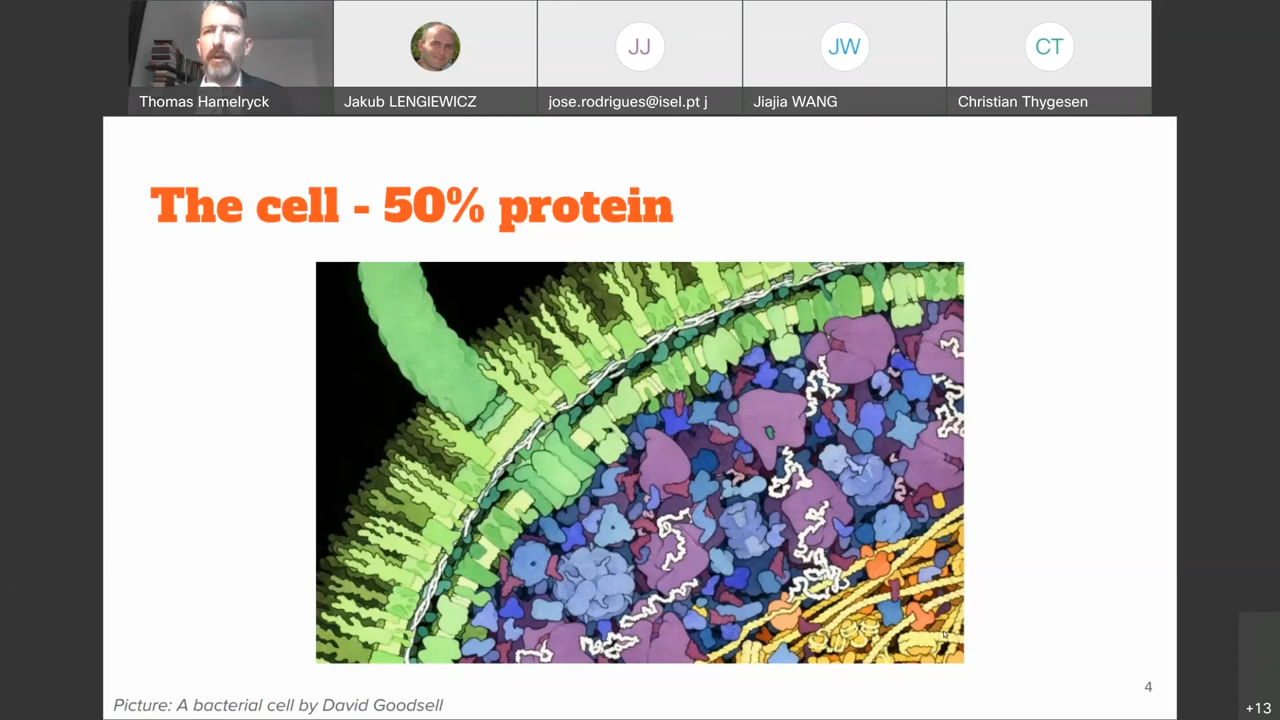 JJ
JW
CT
Thomas Hamelryck
Jakub LENGIEWICZ
jose.rodrigues@isel.pt j
Jiajia WANG
Christian Thygesen
The cell - 50% protein
4
Picture: A bacterial cell by David Goodsell
+13